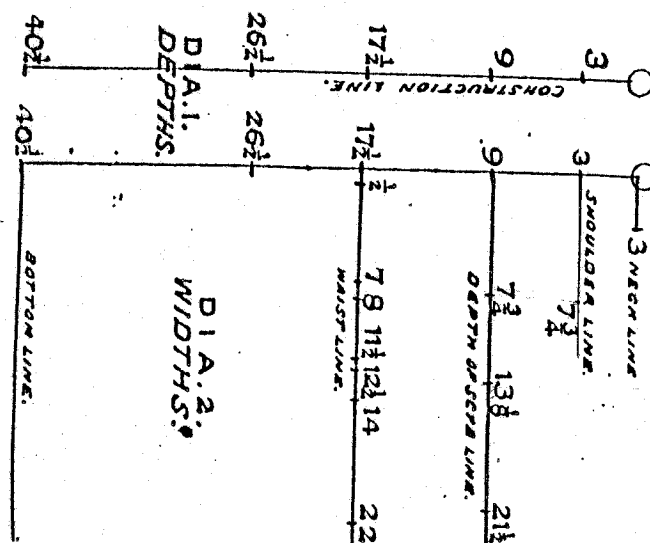 O 3 9 17½ 26½ 40½
CONSTRUCTION LINE.
DIA.1.
DEPTHS.
O 3 NECK LINE
3 SHOULDER LINE. 7¾
9 7¾ 13⅛ 21½
DEPTH OF SCYE LINE.
17½ ½ 7 8 11½ 12½ 14 22
WAIST LINE.
26½
DIA.2.
WIDTHS.
40½
BOTTOM LINE.